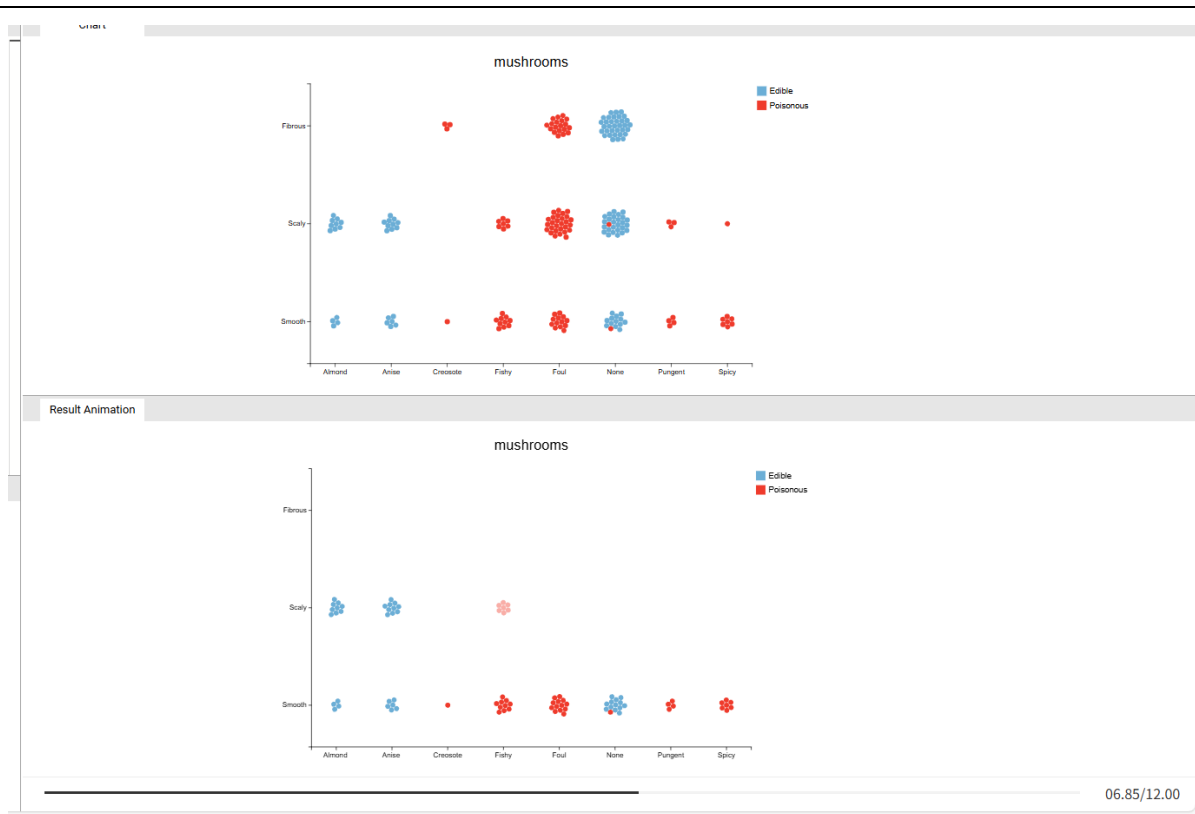 Chart
mushrooms
Edible
Poisonous
Fibrous
Scaly
Smooth
Almond Anise Creosote Fishy Foul None Pungent Spicy
Result Animation
mushrooms
Edible
Poisonous
Fibrous
Scaly
Smooth
Almond Anise Creosote Fishy Foul None Pungent Spicy
06.85/12.00